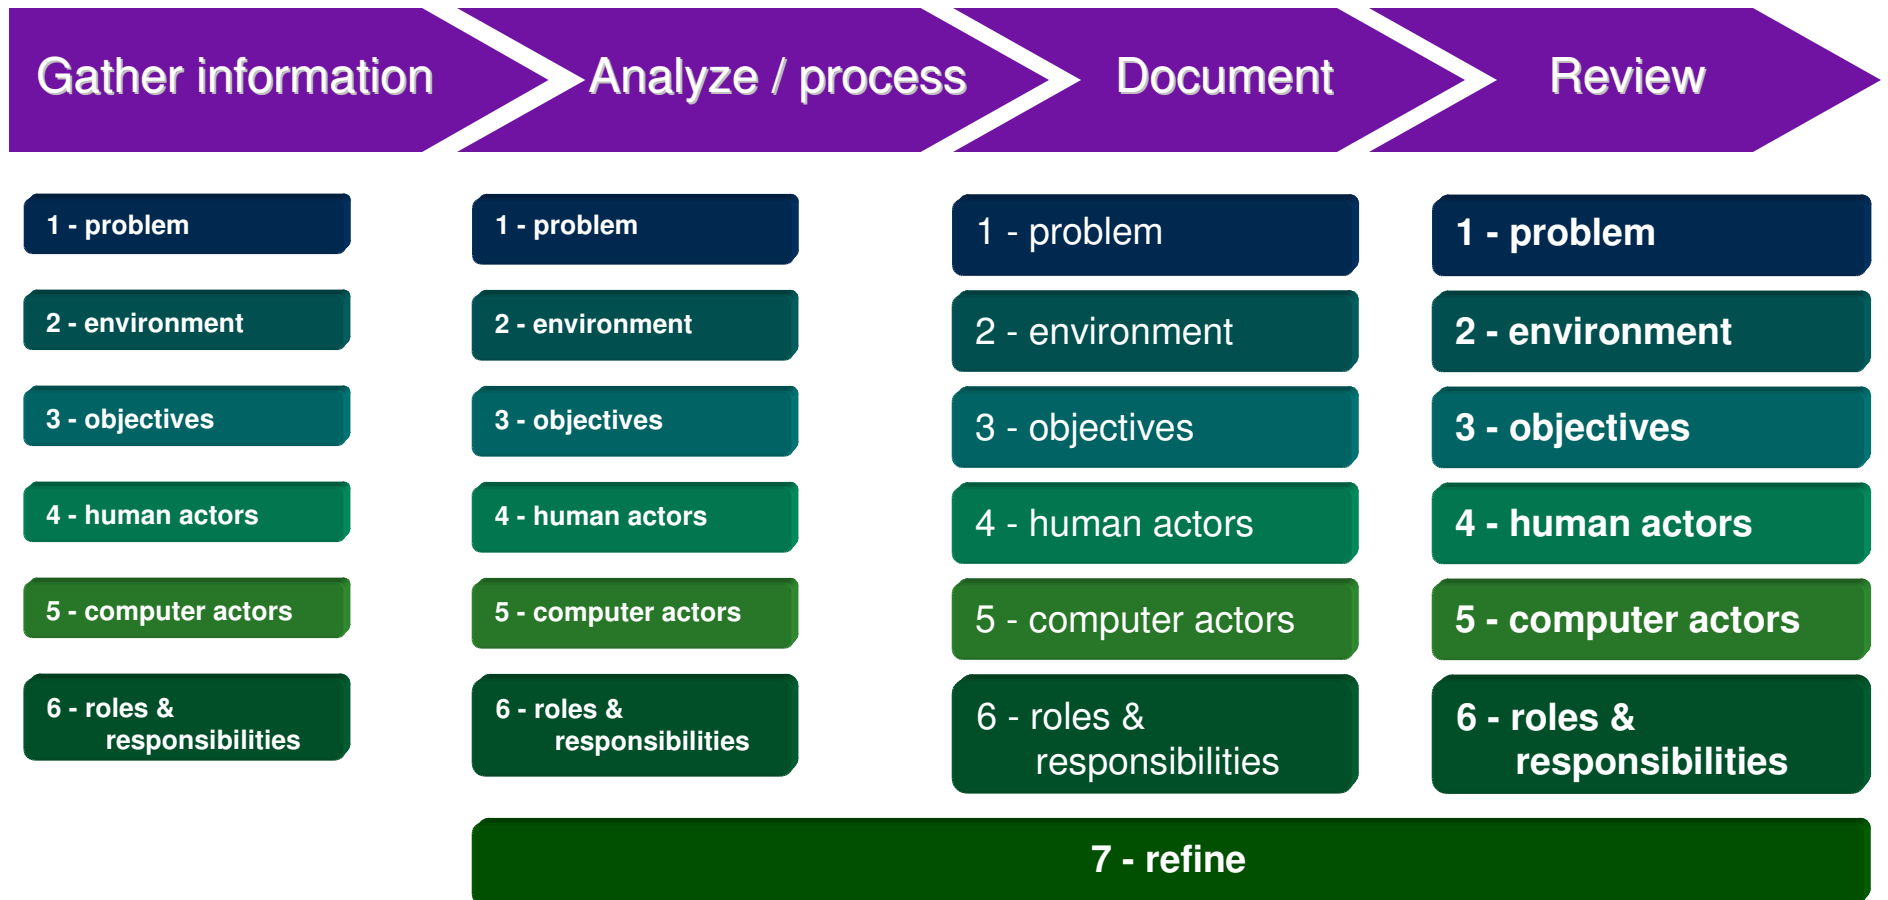 Gather information
Analyze / process
Document
Review
1 - problem
2 - environment
3 - objectives
4 - human actors
5 - computer actors
6 - roles &
responsibilities
1 - problem
2 - environment
3 - objectives
4 - human actors
5 - computer actors
6 - roles &
responsibilities
1 - problem
2 - environment
3 - objectives
4 - human actors
5 - computer actors
6 - roles &
responsibilities
1 - problem
2 - environment
3 - objectives
4 - human actors
5 - computer actors
6 - roles &
responsibilities
7 - refine